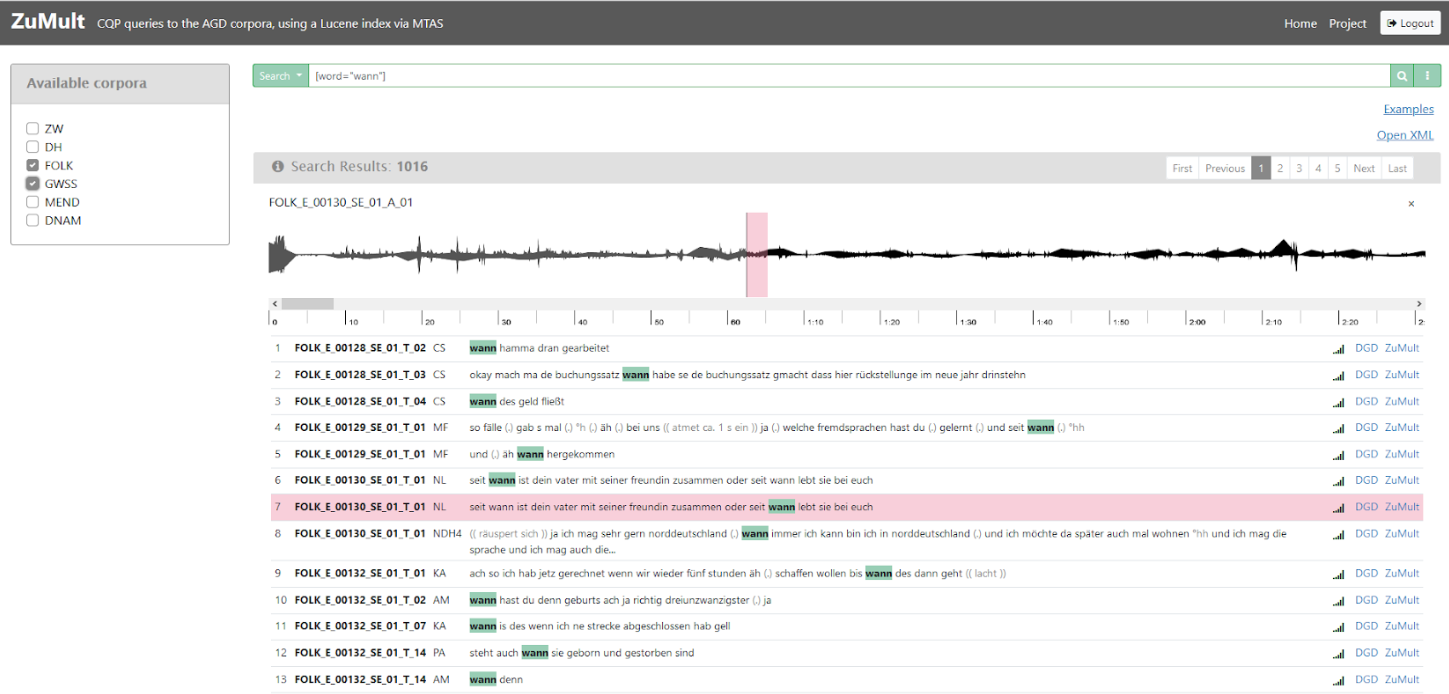 ZuMult CQP queries to the AGD corpora, using a Lucene index via MTAS Home Project Logout
Available corpora
ZW
DH
FOLK
GWSS
MEND
DNAM
Search [word="wann"]
Examples
Open XML
Search Results: 1016 First Previous 1 2 3 4 5 Next Last
FOLK_E_00130_SE_01_A_01 ×
0 10 20 30 40 50 60 1:10 1:20 1:30 1:40 1:50 2:00 2:10 2:20 2:
1 FOLK_E_00128_SE_01_T_02 CS wann hamma dran gearbeitet DGD ZuMult
2 FOLK_E_00128_SE_01_T_03 CS okay mach ma de buchungssatz wann habe se de buchungssatz gmacht dass hier rückstellunge im neue jahr drinstehn DGD ZuMult
3 FOLK_E_00128_SE_01_T_04 CS wann des geld fließt DGD ZuMult
4 FOLK_E_00129_SE_01_T_01 MF so fälle (.) gab s mal (.) °h (.) äh (.) bei uns (( atmet ca. 1 s ein )) ja (.) welche fremdsprachen hast du (.) gelernt (.) und seit wann (.) °hh DGD ZuMult
5 FOLK_E_00129_SE_01_T_01 MF und (.) äh wann hergekommen DGD ZuMult
6 FOLK_E_00130_SE_01_T_01 NL seit wann ist dein vater mit seiner freundin zusammen oder seit wann lebt sie bei euch DGD ZuMult
7 FOLK_E_00130_SE_01_T_01 NL seit wann ist dein vater mit seiner freundin zusammen oder seit wann lebt sie bei euch DGD ZuMult
8 FOLK_E_00130_SE_01_T_01 NDH4 (( räuspert sich )) ja ich mag sehr gern norddeutschland (.) wann immer ich kann bin ich in norddeutschland (.) und ich möchte da später auch mal wohnen °hh und ich mag die DGD ZuMult
sprache und ich mag auch die...
9 FOLK_E_00132_SE_01_T_01 KA ach so ich hab jetz gerechnet wenn wir wieder fünf stunden äh (.) schaffen wollen bis wann des dann geht (( lacht )) DGD ZuMult
10 FOLK_E_00132_SE_01_T_02 AM wann hast du denn geburts ach ja richtig dreiunzwanzigster (.) ja DGD ZuMult
11 FOLK_E_00132_SE_01_T_07 KA wann is des wenn ich ne strecke abgeschlossen hab gell DGD ZuMult
12 FOLK_E_00132_SE_01_T_14 PA steht auch wann sie geborn und gestorben sind DGD ZuMult
13 FOLK_E_00132_SE_01_T_14 AM wann denn DGD ZuMult